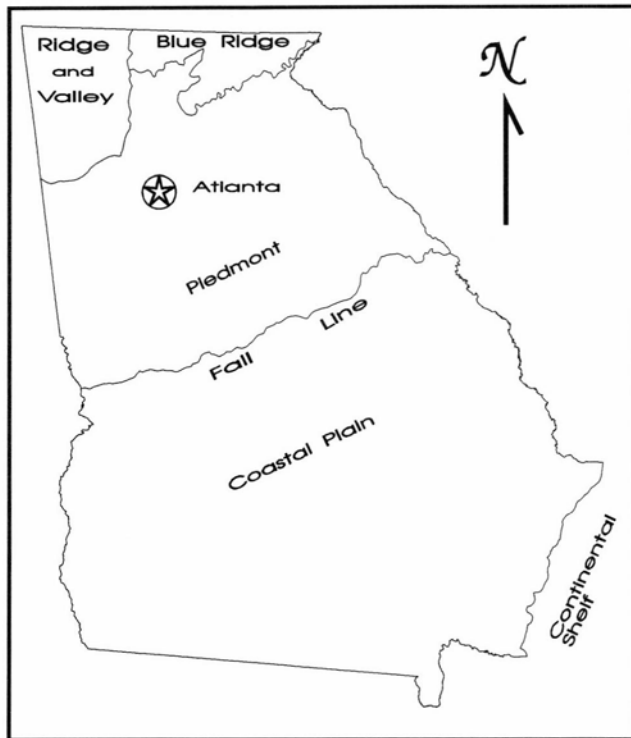 Ridge
and
Valley
Blue Ridge
N
Atlanta
Piedmont
Fall Line
Coastal Plain
Continental
Shelf